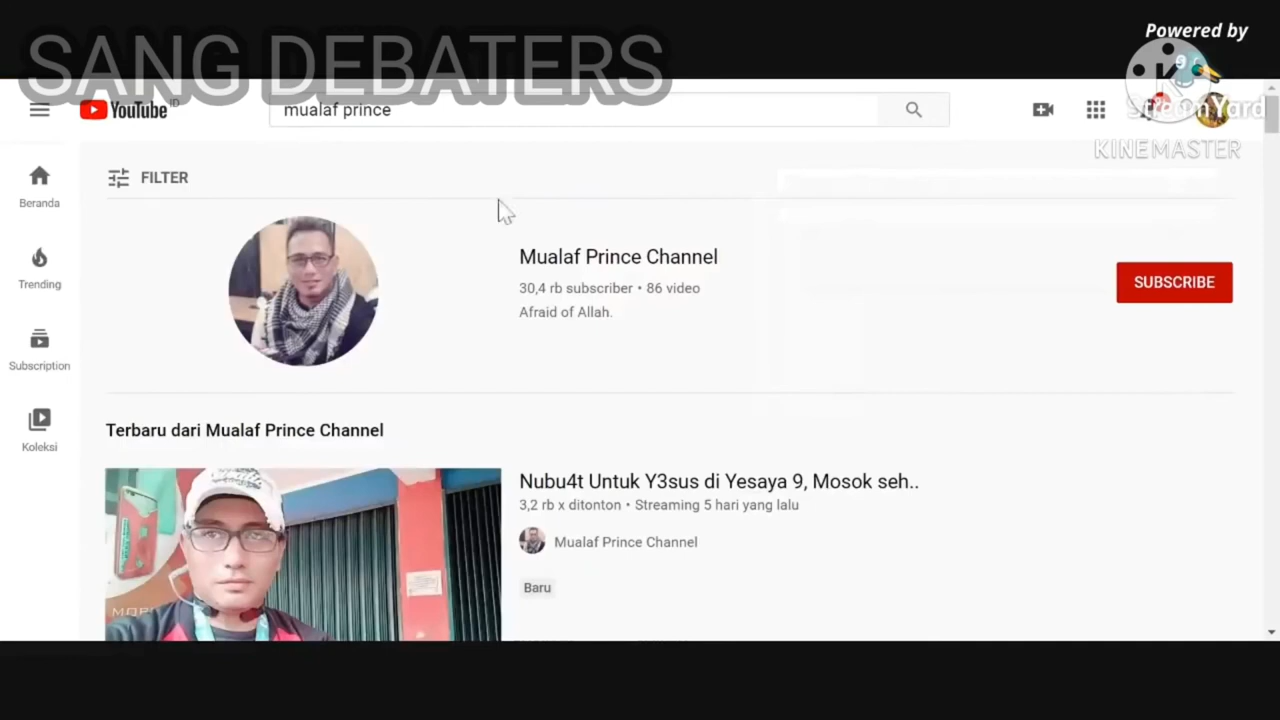 Powered by
SANG DEBATERS
YouTube ID
mualaf prince
StreamYard
KINEMASTER
FILTER
Beranda
Mualaf Prince Channel
30,4 rb subscriber • 86 video
SUBSCRIBE
Afraid of Allah.
Trending
Subscription
Terbaru dari Mualaf Prince Channel
Koleksi
Nubu4t Untuk Y3sus di Yesaya 9, Mosok seh..
3,2 rb x ditonton • Streaming 5 hari yang lalu
Mualaf Prince Channel
Baru